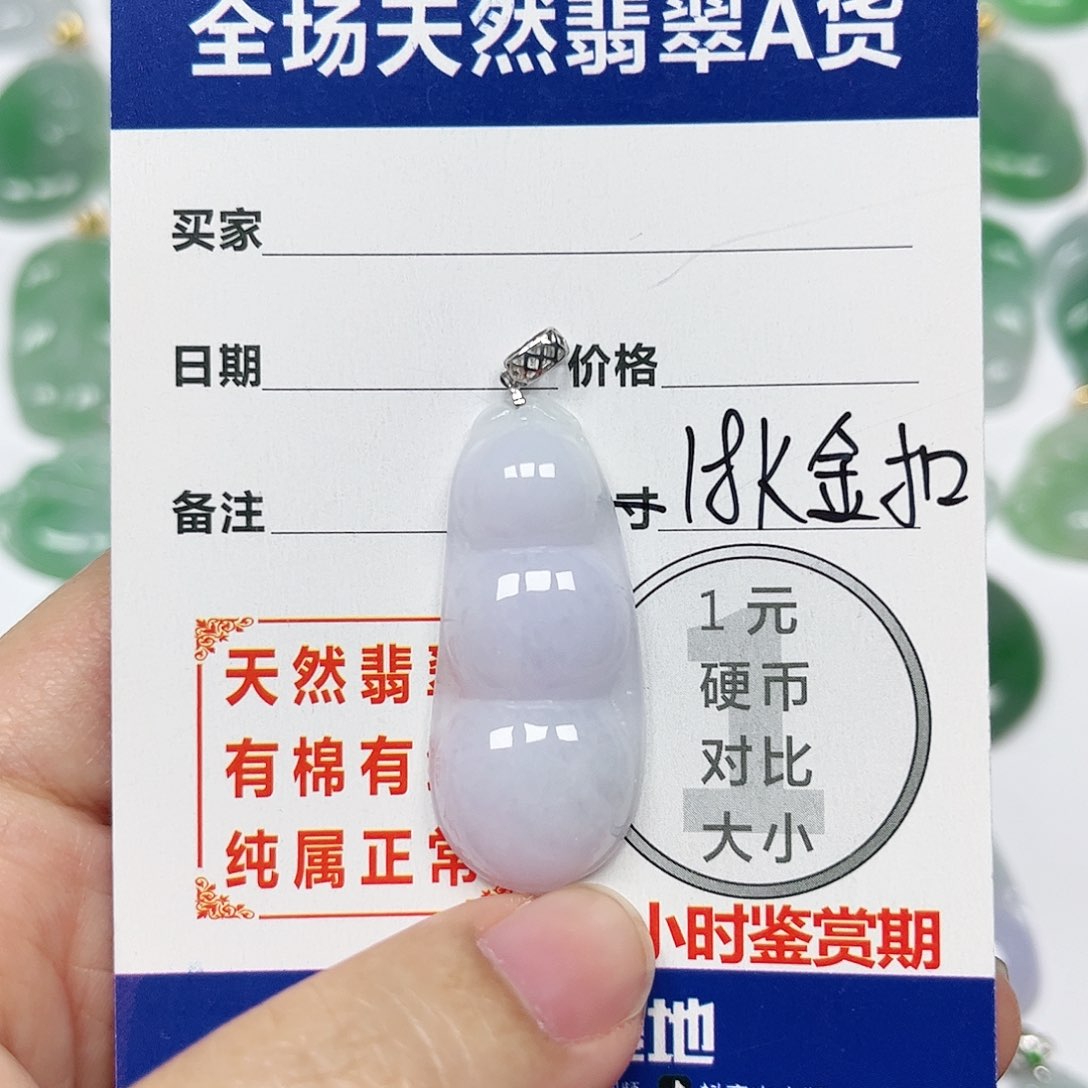 全场天然翡翠A货
买家
日期 价格
备注 寸 18K金扣
天然翡
有棉有
纯属正常
1元
硬币
对比
大小
小时鉴赏期
地